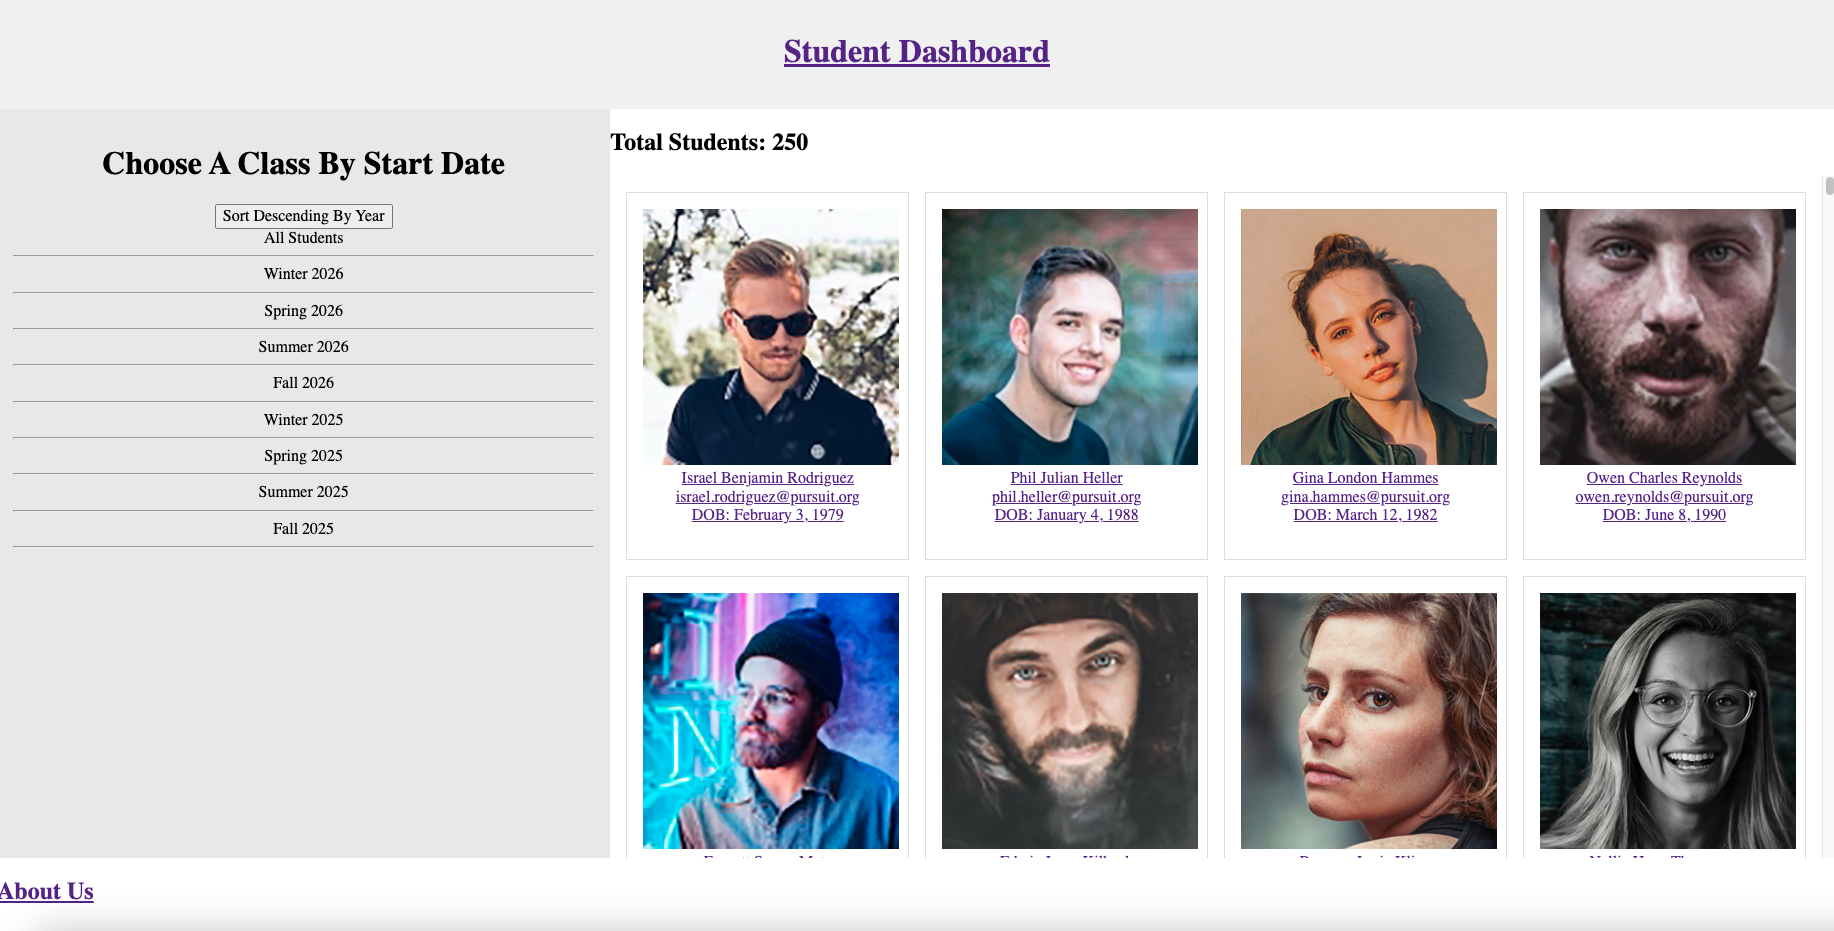 Student Dashboard
Choose A Class By Start Date
Sort Descending By Year
All Students
Winter 2026
Spring 2026
Summer 2026
Fall 2026
Winter 2025
Spring 2025
Summer 2025
Fall 2025
Total Students: 250
Israel Benjamin Rodriguez
israel.rodriguez@pursuit.org
DOB: February 3, 1979
Phil Julian Heller
phil.heller@pursuit.org
DOB: January 4, 1988
Gina London Hammes
gina.hammes@pursuit.org
DOB: March 12, 1982
Owen Charles Reynolds
owen.reynolds@pursuit.org
DOB: June 8, 1990
About Us